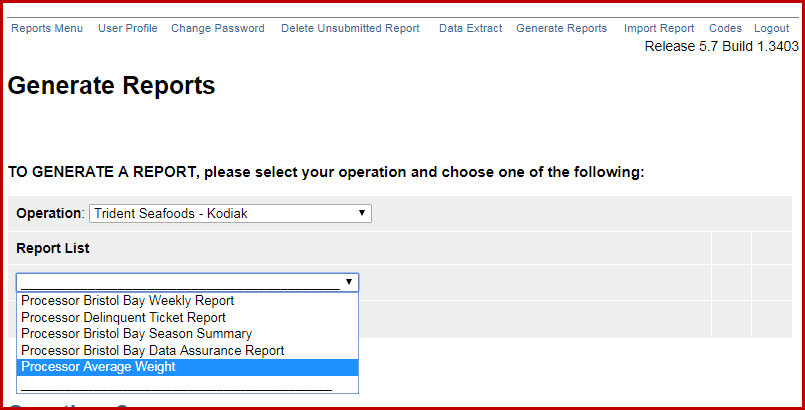 Reports Menu User Profile Change Password Delete Unsubmitted Report Data Extract Generate Reports Import Report Codes Logout
Release 5.7 Build 1.3403
Generate Reports
TO GENERATE A REPORT, please select your operation and choose one of the following:
Operation: Trident Seafoods - Kodiak
Report List
Processor Bristol Bay Weekly Report
Processor Delinquent Ticket Report
Processor Bristol Bay Season Summary
Processor Bristol Bay Data Assurance Report
Processor Average Weight